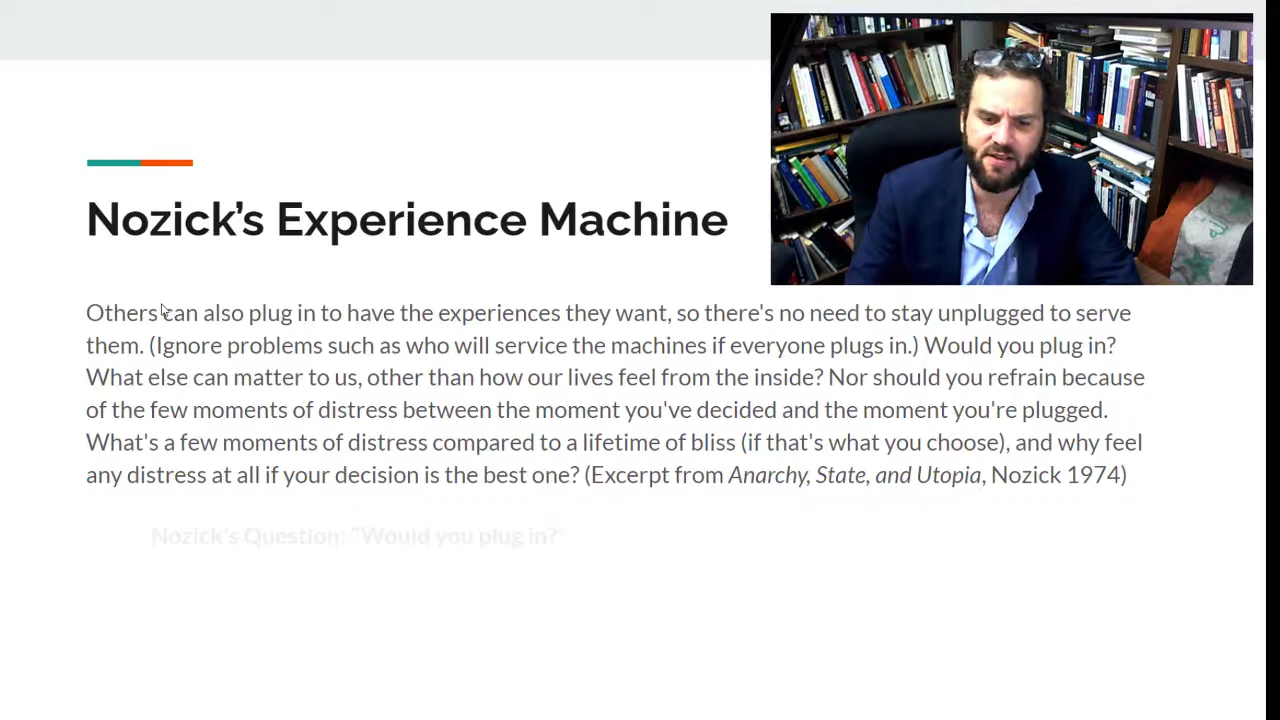 Nozick’s Experience Machine
Others can also plug in to have the experiences they want, so there's no need to stay unplugged to serve
them. (Ignore problems such as who will service the machines if everyone plugs in.) Would you plug in?
What else can matter to us, other than how our lives feel from the inside? Nor should you refrain because
of the few moments of distress between the moment you've decided and the moment you're plugged.
What's a few moments of distress compared to a lifetime of bliss (if that's what you choose), and why feel
any distress at all if your decision is the best one? (Excerpt from Anarchy, State, and Utopia, Nozick 1974)
Nozick's Question: "Would you plug in?"